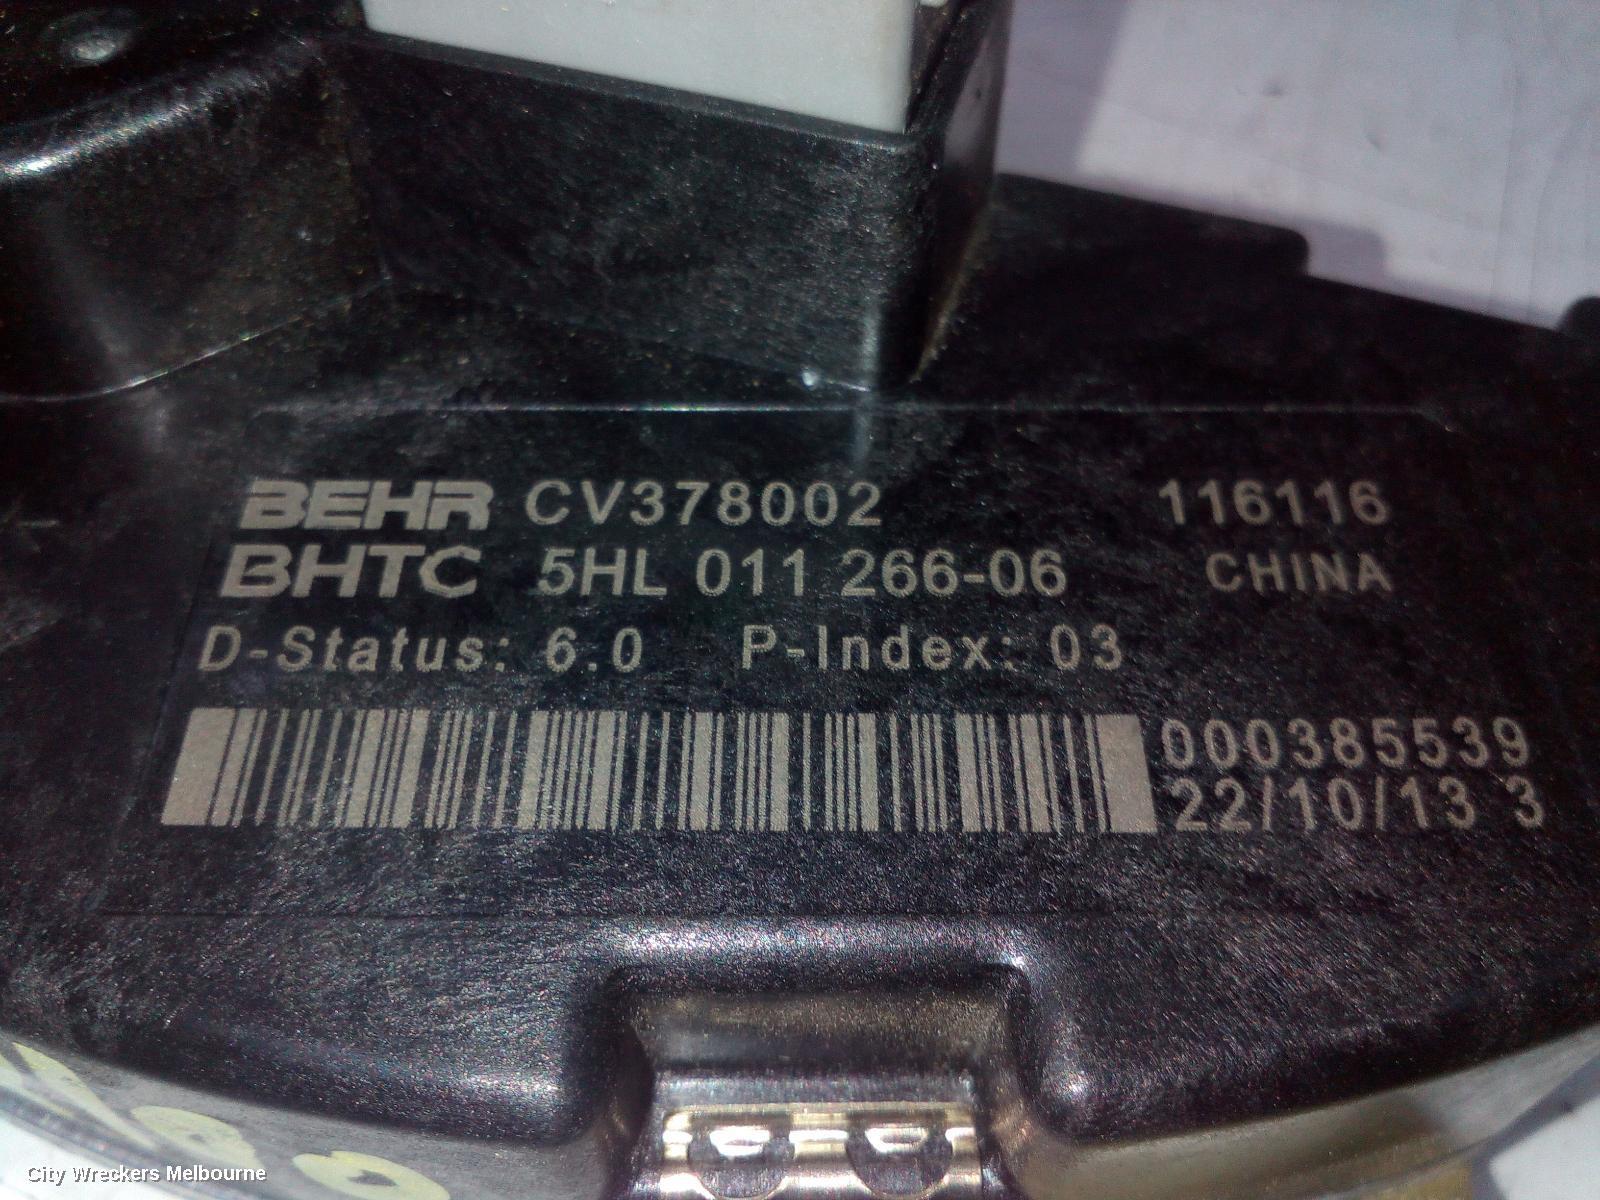 BEHR CV378002 116116
BHTC 5HL 011 266-06 CHINA
D-Status: 6.0 P-Index: 03
000385539
22/10/13 3
City Wreckers Melbourne